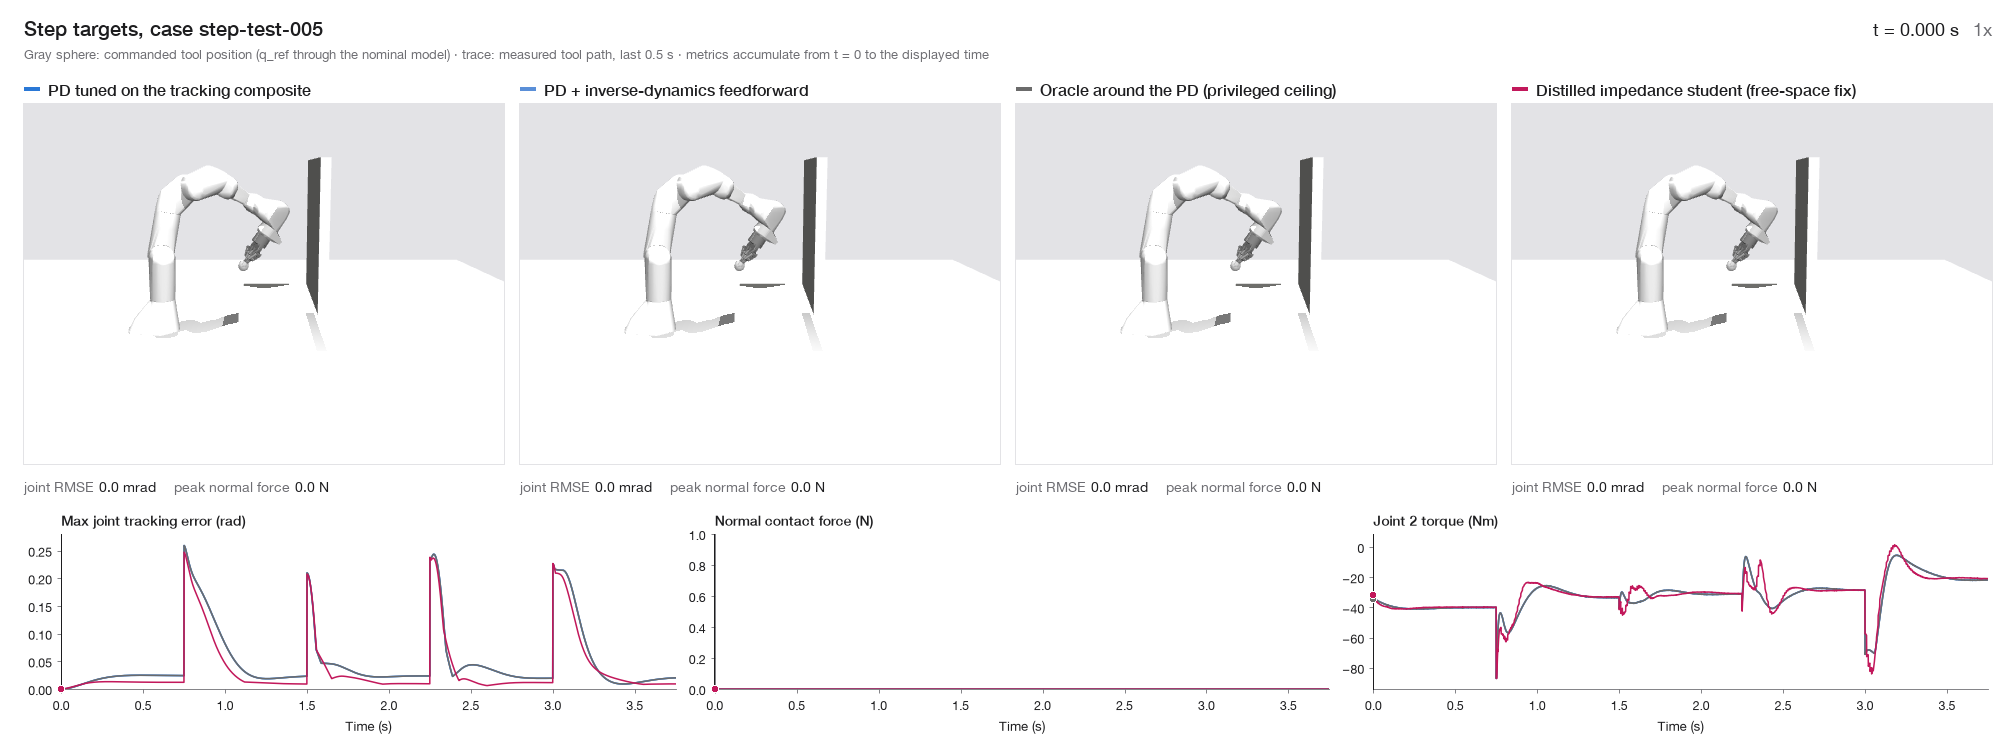 Step targets, case step-test-005
t = 0.000 s 1x
Gray sphere: commanded tool position (q_ref through the nominal model) · trace: measured tool path, last 0.5 s · metrics accumulate from t = 0 to the displayed time
PD tuned on the tracking composite
PD + inverse-dynamics feedforward
Oracle around the PD (privileged ceiling)
Distilled impedance student (free-space fix)
joint RMSE 0.0 mrad peak normal force 0.0 N
joint RMSE 0.0 mrad peak normal force 0.0 N
joint RMSE 0.0 mrad peak normal force 0.0 N
joint RMSE 0.0 mrad peak normal force 0.0 N
Max joint tracking error (rad)
0.25
0.20
0.15
0.10
0.05
0.00
0.0 0.5 1.0 1.5 2.0 2.5 3.0 3.5
Time (s)
Normal contact force (N)
1.0
0.8
0.6
0.4
0.2
0.0
0.0 0.5 1.0 1.5 2.0 2.5 3.0 3.5
Time (s)
Joint 2 torque (Nm)
0
−20
−40
−60
−80
0.0 0.5 1.0 1.5 2.0 2.5 3.0 3.5
Time (s)